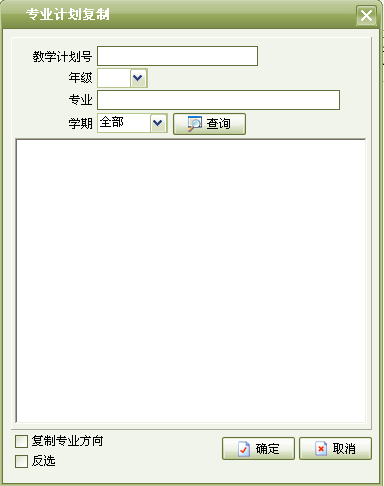 专业计划复制
教学计划号
年级
专业
学期 全部 查询
复制专业方向
反选
确定 取消